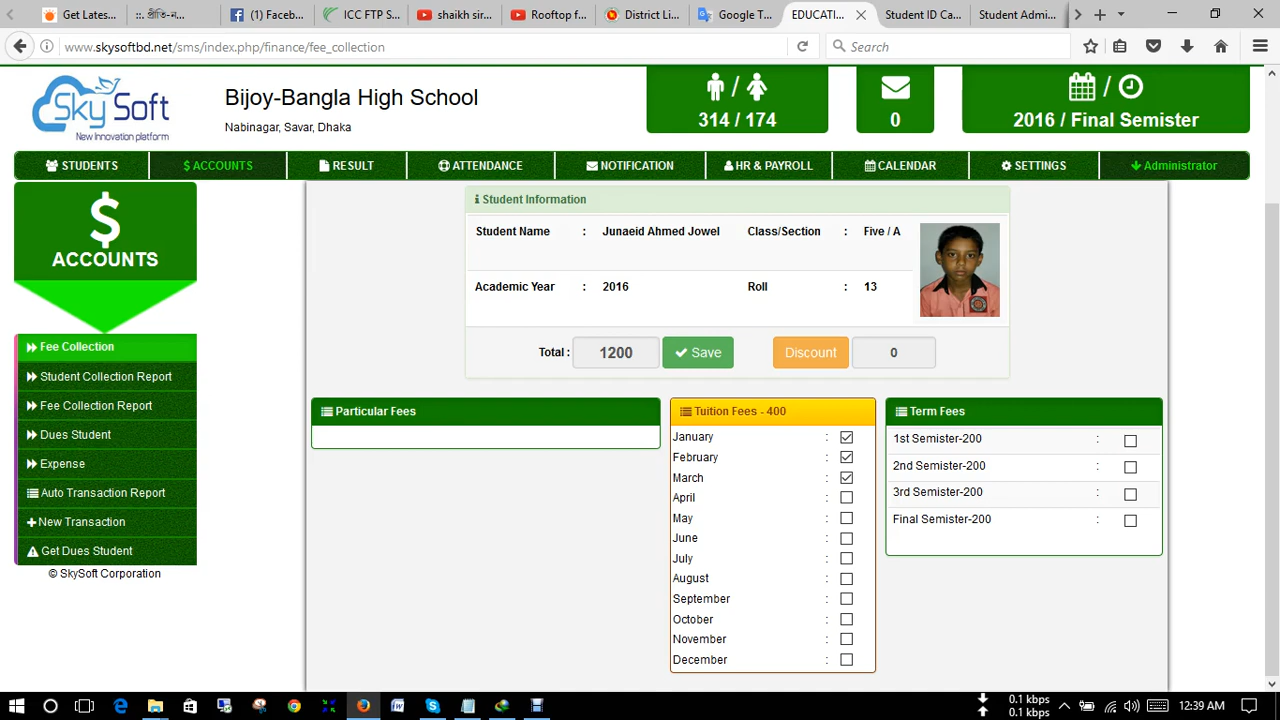 Get Lates...
::. প্রীতি-ন...
(1) Faceb...
ICC FTP S...
shaikh sir...
Rooftop f...
District Li...
Google T...
EDUCATI...
Student ID Ca...
Student Admi...
www.skysoftbd.net/sms/index.php/finance/fee_collection
Search
Sky Soft
New Innovation platform
Bijoy-Bangla High School
Nabinagar, Savar, Dhaka
/
314 / 174
0
/
2016 / Final Semister
STUDENTS
$ ACCOUNTS
RESULT
ATTENDANCE
NOTIFICATION
HR & PAYROLL
CALENDAR
SETTINGS
Administrator
$
ACCOUNTS
Fee Collection
Student Collection Report
Fee Collection Report
Dues Student
Expense
Auto Transaction Report
New Transaction
Get Dues Student
© SkySoft Corporation
Student Information
Student Name : Junaeid Ahmed Jowel Class/Section : Five / A
Academic Year : 2016 Roll : 13
Total : 1200 Save Discount 0
Particular Fees
Tuition Fees - 400
January :
February :
March :
April :
May :
June :
July :
August :
September :
October :
November :
December :
Term Fees
1st Semister-200 :
2nd Semister-200 :
3rd Semister-200 :
Final Semister-200 :
0.1 kbps
0.1 kbps
12:39 AM